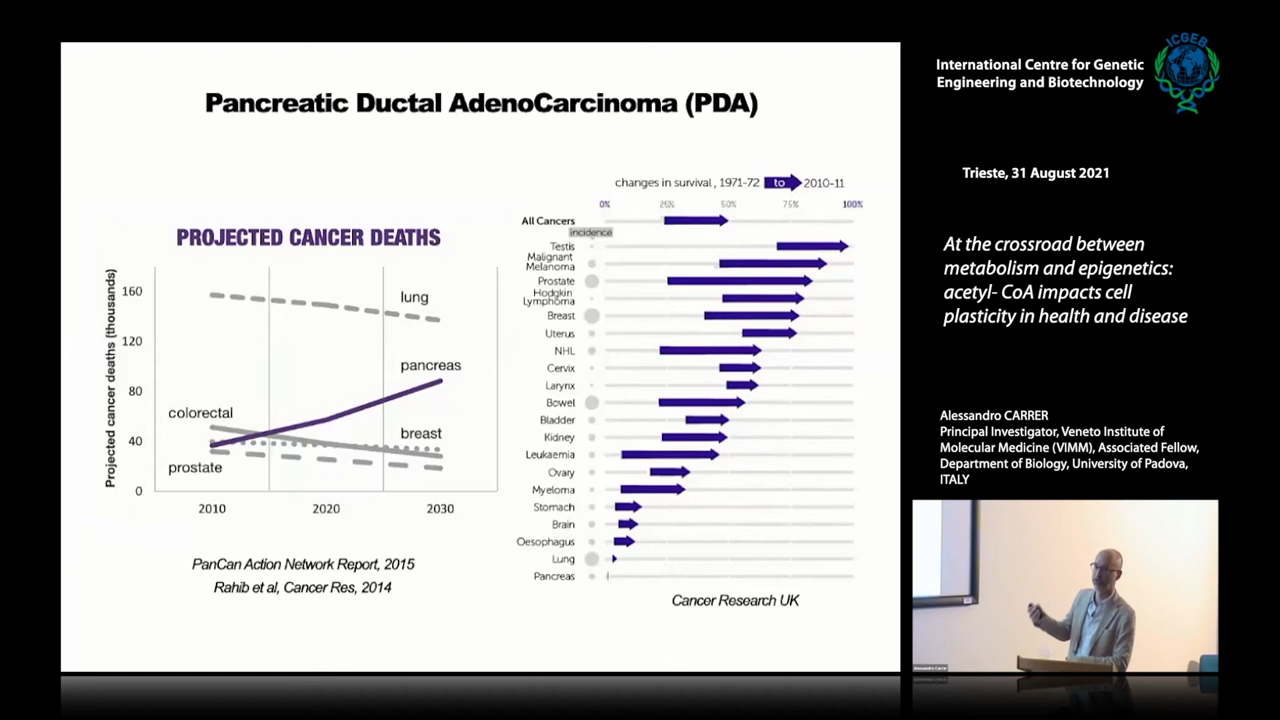 Pancreatic Ductal AdenoCarcinoma (PDA)
PROJECTED CANCER DEATHS
Projected cancer deaths (thousands)
160
120
80
40
0
lung
pancreas
colorectal
breast
prostate
2010 2020 2030
PanCan Action Network Report, 2015
Rahib et al, Cancer Res, 2014
changes in survival, 1971-72 to 2010-11
0% 25% 50% 75% 100%
All Cancers
incidence
Testis
Malignant
Melanoma
Prostate
Hodgkin
Lymphoma
Breast
Uterus
NHL
Cervix
Larynx
Bowel
Bladder
Kidney
Leukaemia
Ovary
Myeloma
Stomach
Brain
Oesophagus
Lung
Pancreas
Cancer Research UK
International Centre for Genetic
Engineering and Biotechnology
ICGEB
Trieste, 31 August 2021
At the crossroad between
metabolism and epigenetics:
acetyl- CoA impacts cell
plasticity in health and disease
Alessandro CARRER
Principal Investigator, Veneto Institute of
Molecular Medicine (VIMM), Associated Fellow,
Department of Biology, University of Padova,
ITALY
Alessandro Carrer